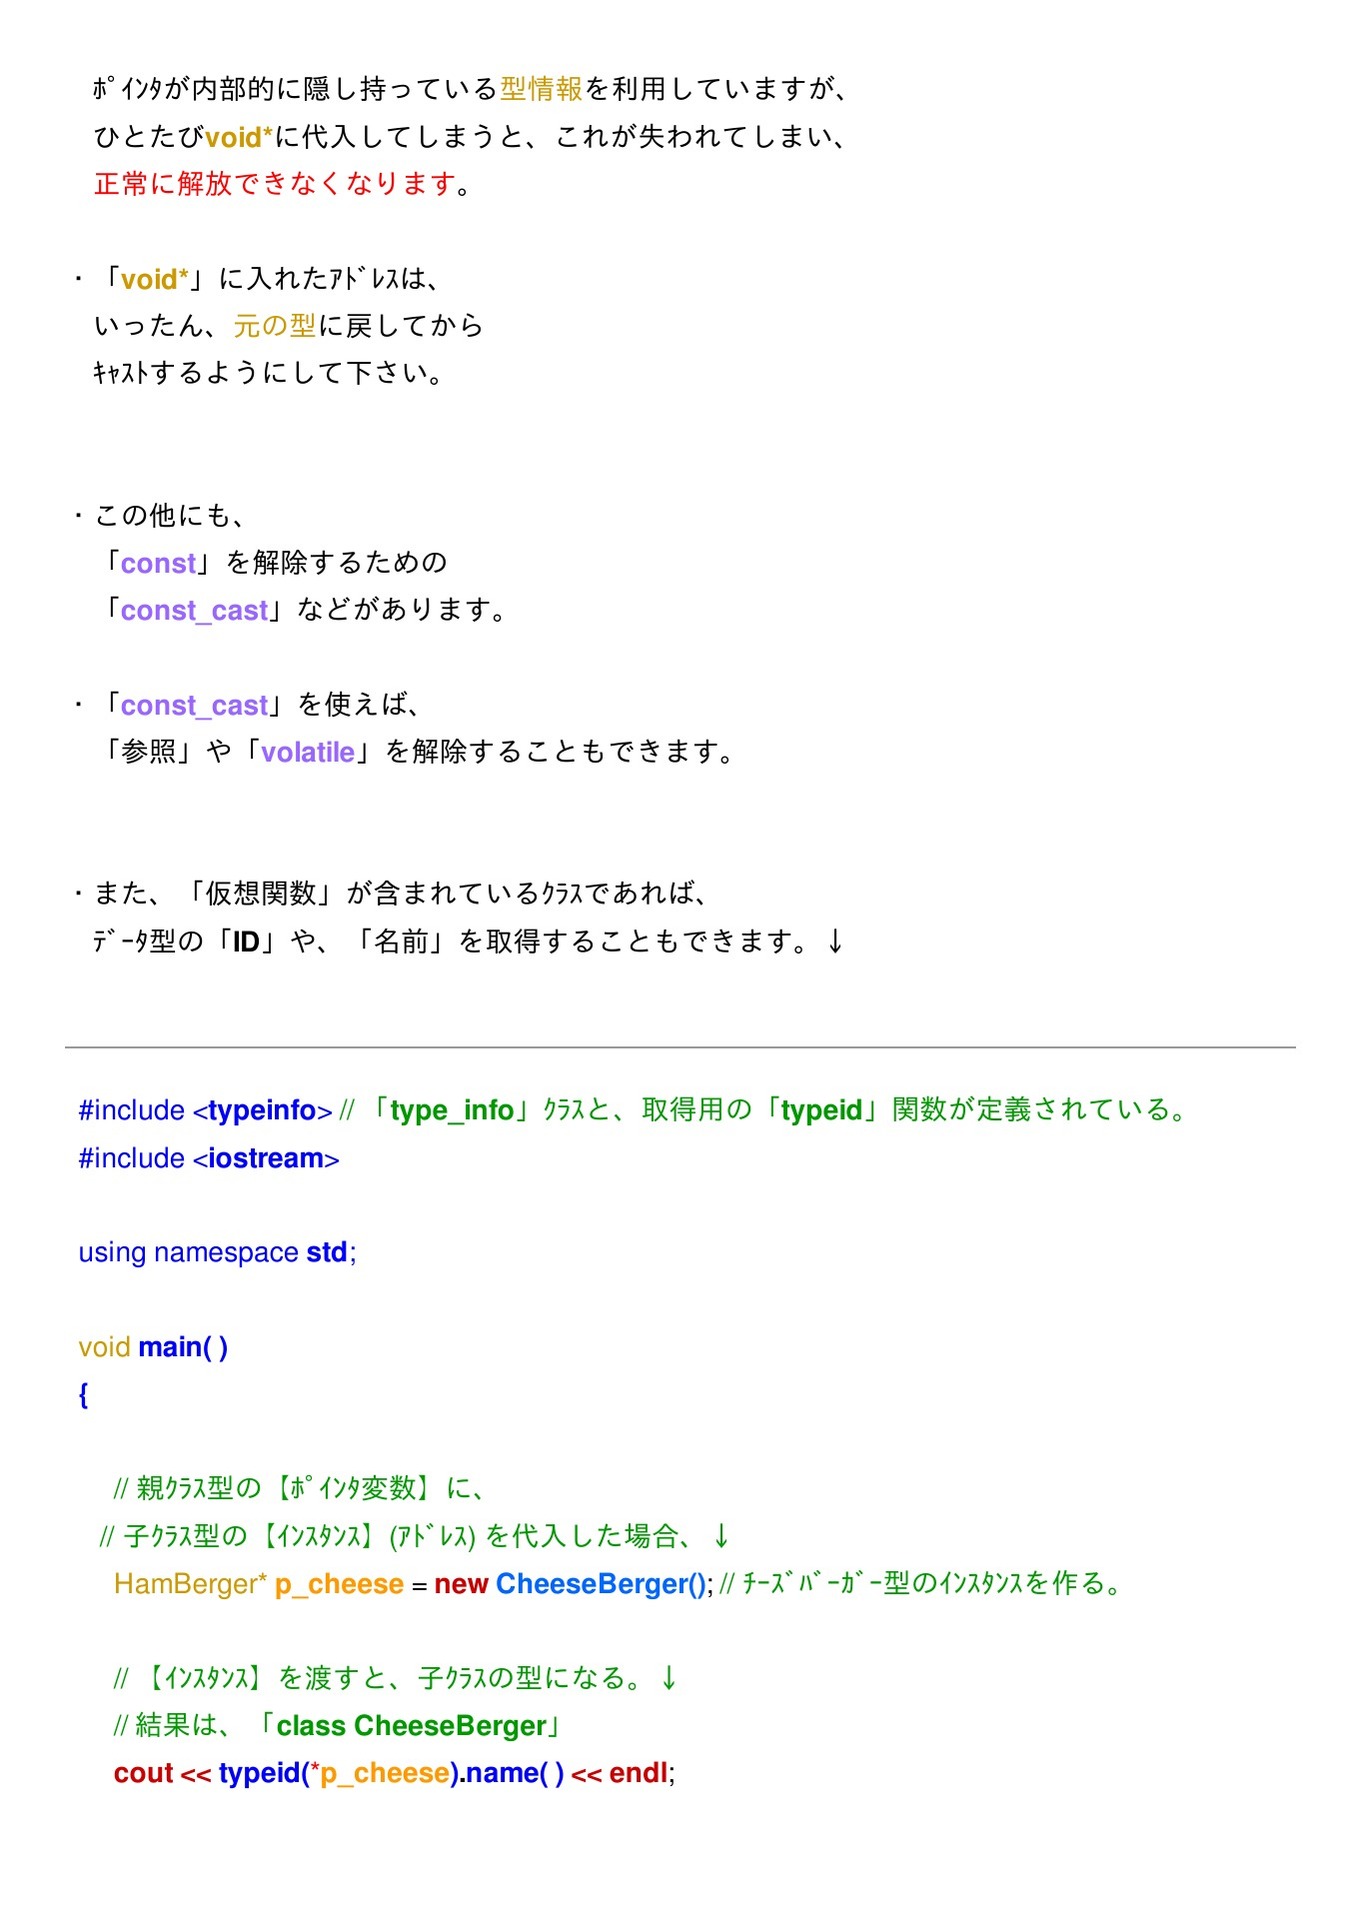 ﾎﾟｲﾝﾀが内部的に隠し持っている型情報を利用していますが、
ひとたびvoid*に代入してしまうと、これが失われてしまい、
正常に解放できなくなります。
・「void*」に入れたｱﾄﾞﾚｽは、
いったん、元の型に戻してから
ｷｬｽﾄするようにして下さい。
・この他にも、
「const」を解除するための
「const_cast」などがあります。
・「const_cast」を使えば、
「参照」や「volatile」を解除することもできます。
・また、「仮想関数」が含まれているｸﾗｽであれば、
ﾃﾞｰﾀ型の「ID」や、「名前」を取得することもできます。↓
#include <typeinfo> // 「type_info」ｸﾗｽと、取得用の「typeid」関数が定義されている。
#include <iostream>
using namespace std;
void main( )
{
// 親ｸﾗｽ型の【ﾎﾟｲﾝﾀ変数】に、
// 子ｸﾗｽ型の【ｲﾝｽﾀﾝｽ】(ｱﾄﾞﾚｽ) を代入した場合、↓
HamBerger* p_cheese = new CheeseBerger(); // ﾁｰｽﾞﾊﾞｰｶﾞｰ型のｲﾝｽﾀﾝｽを作る。
// 【ｲﾝｽﾀﾝｽ】を渡すと、子ｸﾗｽの型になる。↓
// 結果は、「class CheeseBerger」
cout << typeid(*p_cheese).name( ) << endl;